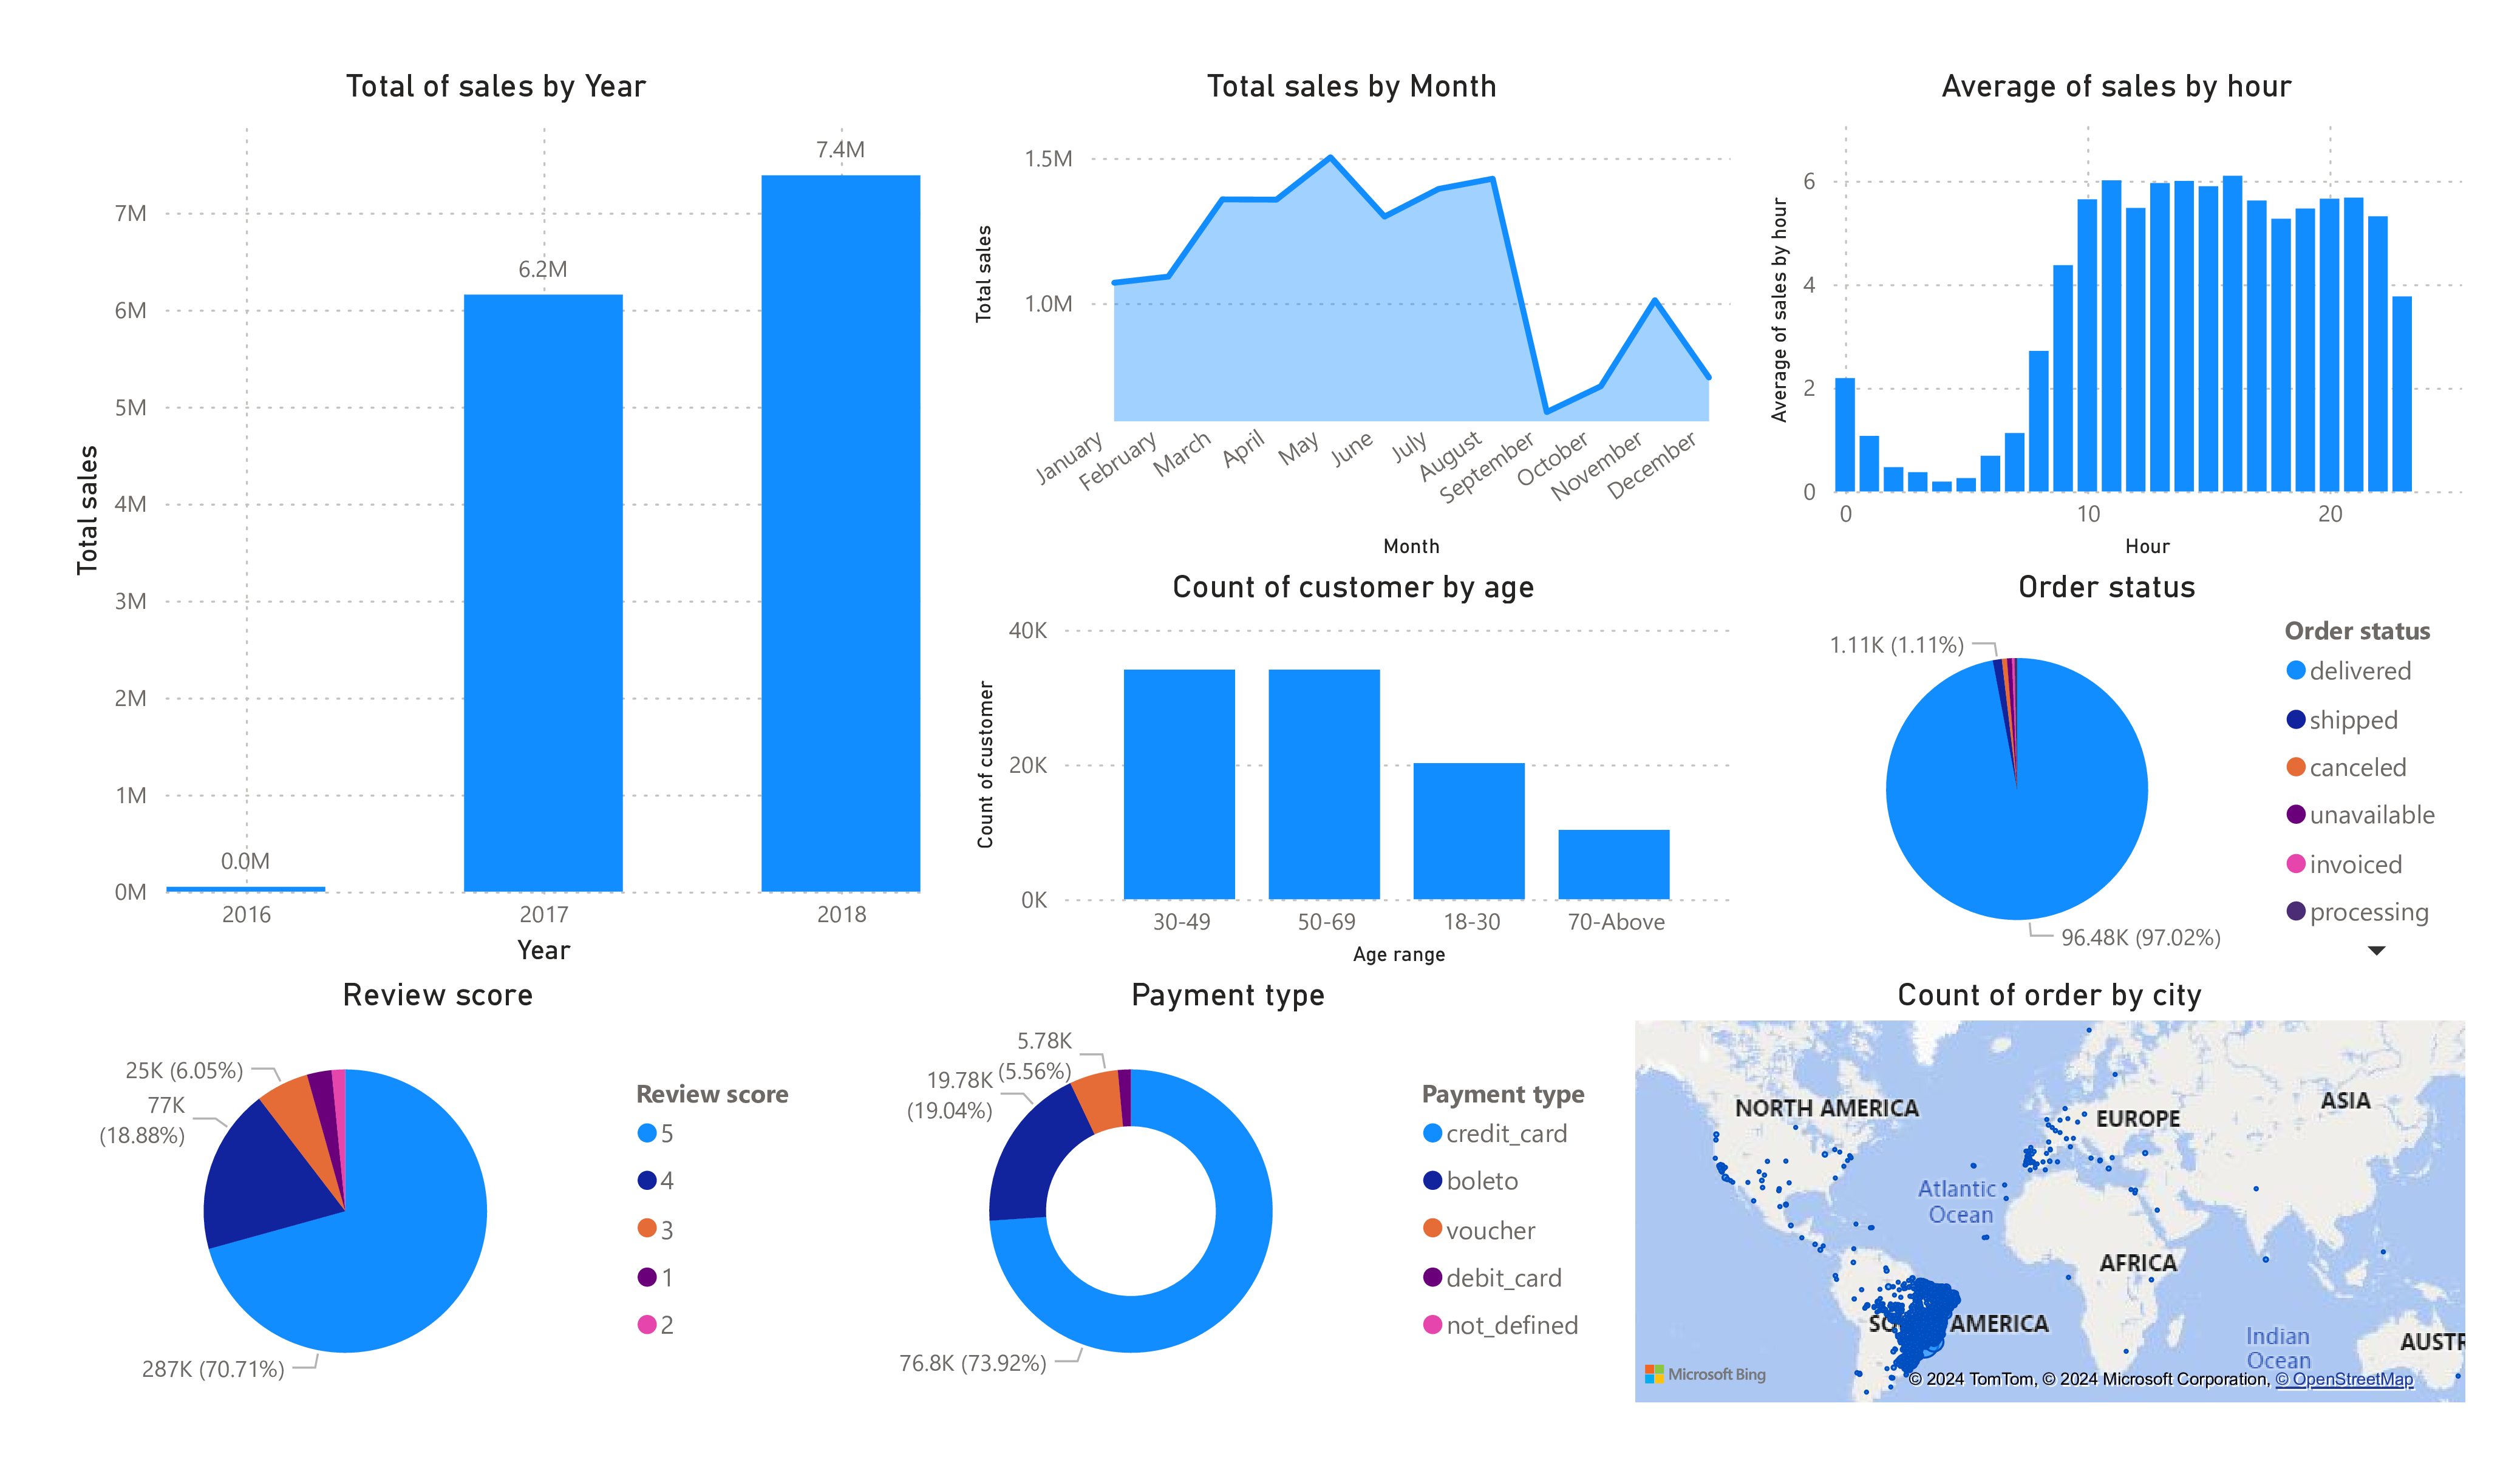 Total of sales by Year
Total sales
7M
6M
5M
4M
3M
2M
1M
0M
0.0M
6.2M
7.4M
2016
2017
2018
Year
Total sales by Month
Total sales
1.5M
1.0M
January
February
March
April
May
June
July
August
September
October
November
December
Month
Average of sales by hour
Average of sales by hour
6
4
2
0
0
10
20
Hour
Count of customer by age
Count of customer
40K
20K
0K
30-49
50-69
18-30
70-Above
Age range
Order status
1.11K (1.11%)
96.48K (97.02%)
Order status
delivered
shipped
canceled
unavailable
invoiced
processing
Review score
25K (6.05%)
77K
(18.88%)
287K (70.71%)
Review score
5
4
3
1
2
Payment type
5.78K
(5.56%)
19.78K
(19.04%)
76.8K (73.92%)
Payment type
credit_card
boleto
voucher
debit_card
not_defined
Count of order by city
NORTH AMERICA
EUROPE
ASIA
Atlantic
Ocean
AFRICA
SO AMERICA
Indian
Ocean
AUSTR
Microsoft Bing
© 2024 TomTom, © 2024 Microsoft Corporation, © OpenStreetMap